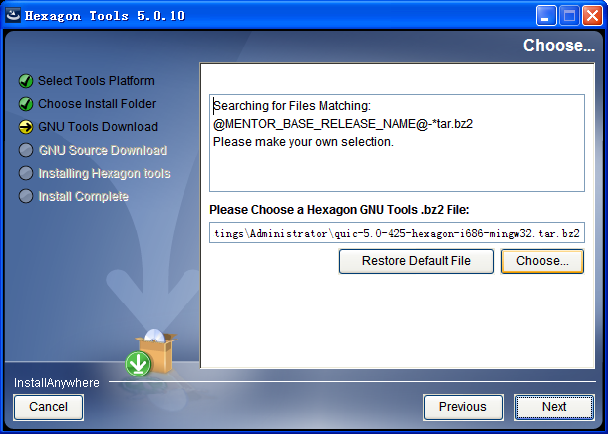 Hexagon Tools 5.0.10
Choose...
Select Tools Platform
Choose Install Folder
GNU Tools Download
GNU Source Download
Installing Hexagon tools
Install Complete
Searching for Files Matching:
@MENTOR_BASE_RELEASE_NAME@-*tar.bz2
Please make your own selection.
Please Choose a Hexagon GNU Tools .bz2 File:
tings\Administrator\quic-5.0-425-hexagon-i686-mingw32.tar.bz2
Restore Default File
Choose...
InstallAnywhere
Cancel
Previous
Next